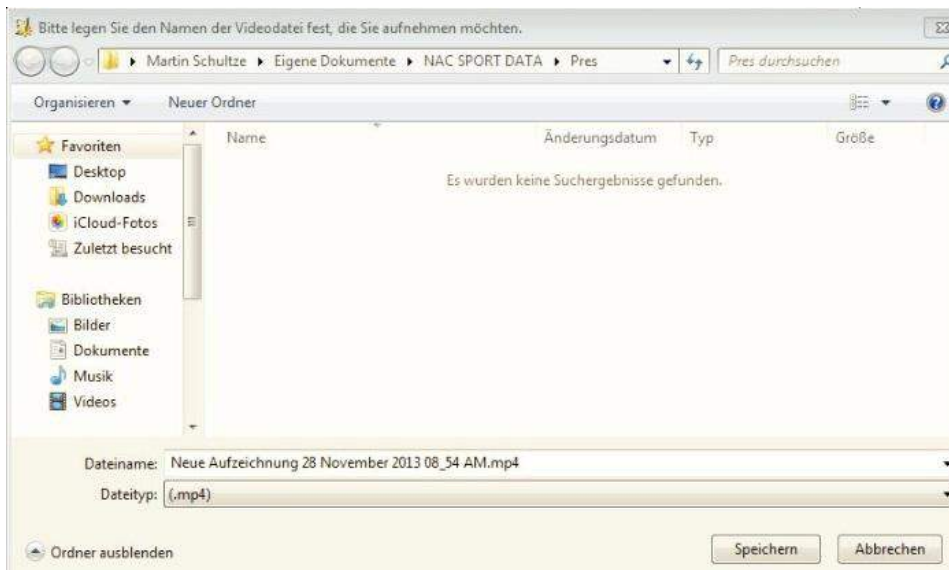 Bitte legen Sie den Namen der Videodatei fest, die Sie aufnehmen möchten.
Martin Schultze ▸ Eigene Dokumente ▸ NAC SPORT DATA ▸ Pres
Pres durchsuchen
Organisieren Neuer Ordner
Favoriten
Desktop
Downloads
iCloud-Fotos
Zuletzt besucht
Bibliotheken
Bilder
Dokumente
Musik
Videos
Name Änderungsdatum Typ Größe
Es wurden keine Suchergebnisse gefunden.
Dateiname: Neue Aufzeichnung 28 November 2013 08_54 AM.mp4
Dateityp: (.mp4)
Ordner ausblenden Speichern Abbrechen